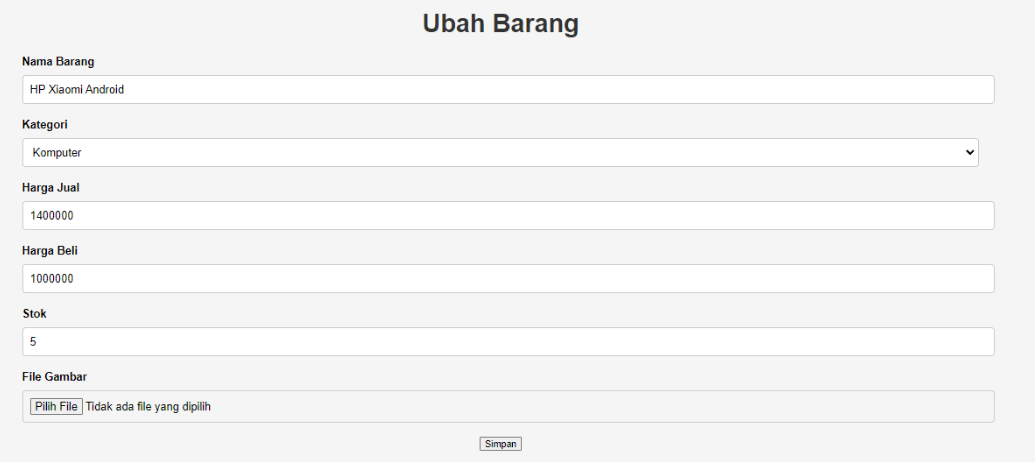 Ubah Barang
Nama Barang
HP Xiaomi Android
Kategori
Komputer
Harga Jual
1400000
Harga Beli
1000000
Stok
5
File Gambar
Pilih File Tidak ada file yang dipilih
Simpan